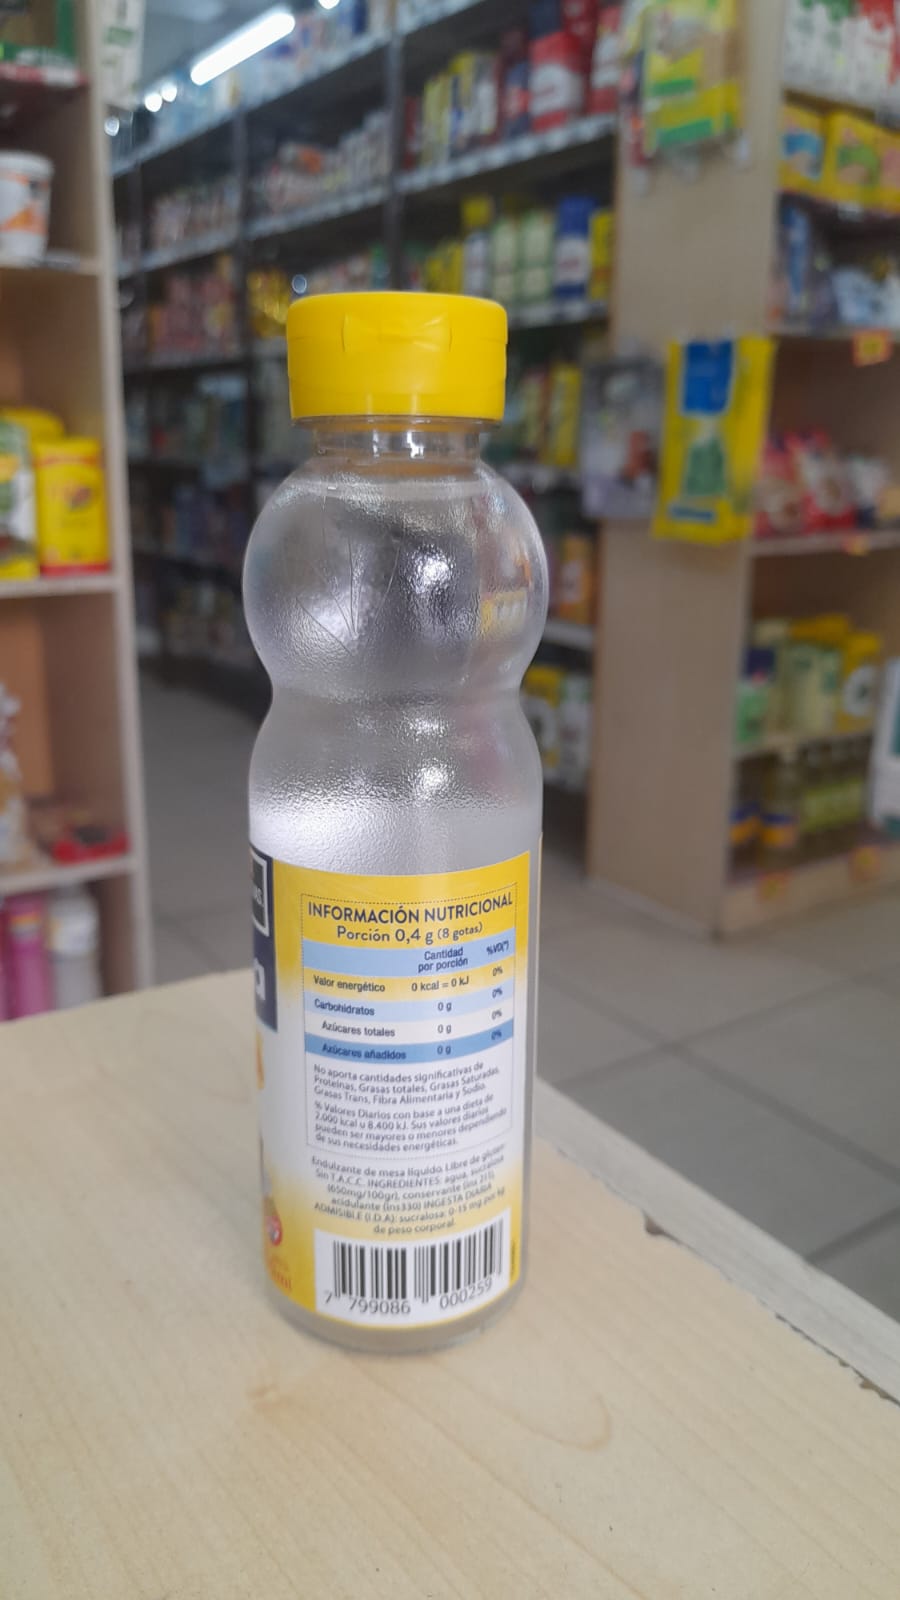 AS.
a
INFORMACIÓN NUTRICIONAL
Porción 0,4 g (8 gotas)
Cantidad por porción %VD(*)
Valor energético 0 kcal = 0 kJ 0%
Carbohidratos 0 g 0%
Azúcares totales 0 g 0%
Azúcares añadidos 0 g 0%
No aporta cantidades significativas de
Proteínas, Grasas totales, Grasas Saturadas,
Grasas Trans, Fibra Alimentaria y Sodio.
% Valores Diarios con base a una dieta de
2.000 kcal u 8.400 kJ. Sus valores diarios
pueden ser mayores o menores dependiendo
de sus necesidades energéticas.
Endulzante de mesa líquido. Libre de gluten.
Sin T.A.C.C. INGREDIENTES: agua, sucralosa
(650mg/100gr), conservante (ins 211),
acidulante (ins330) INGESTA DIARIA
ADMISIBLE (I.D.A): sucralosa: 0-15 mg por kg
de peso corporal.
7 799086 000259